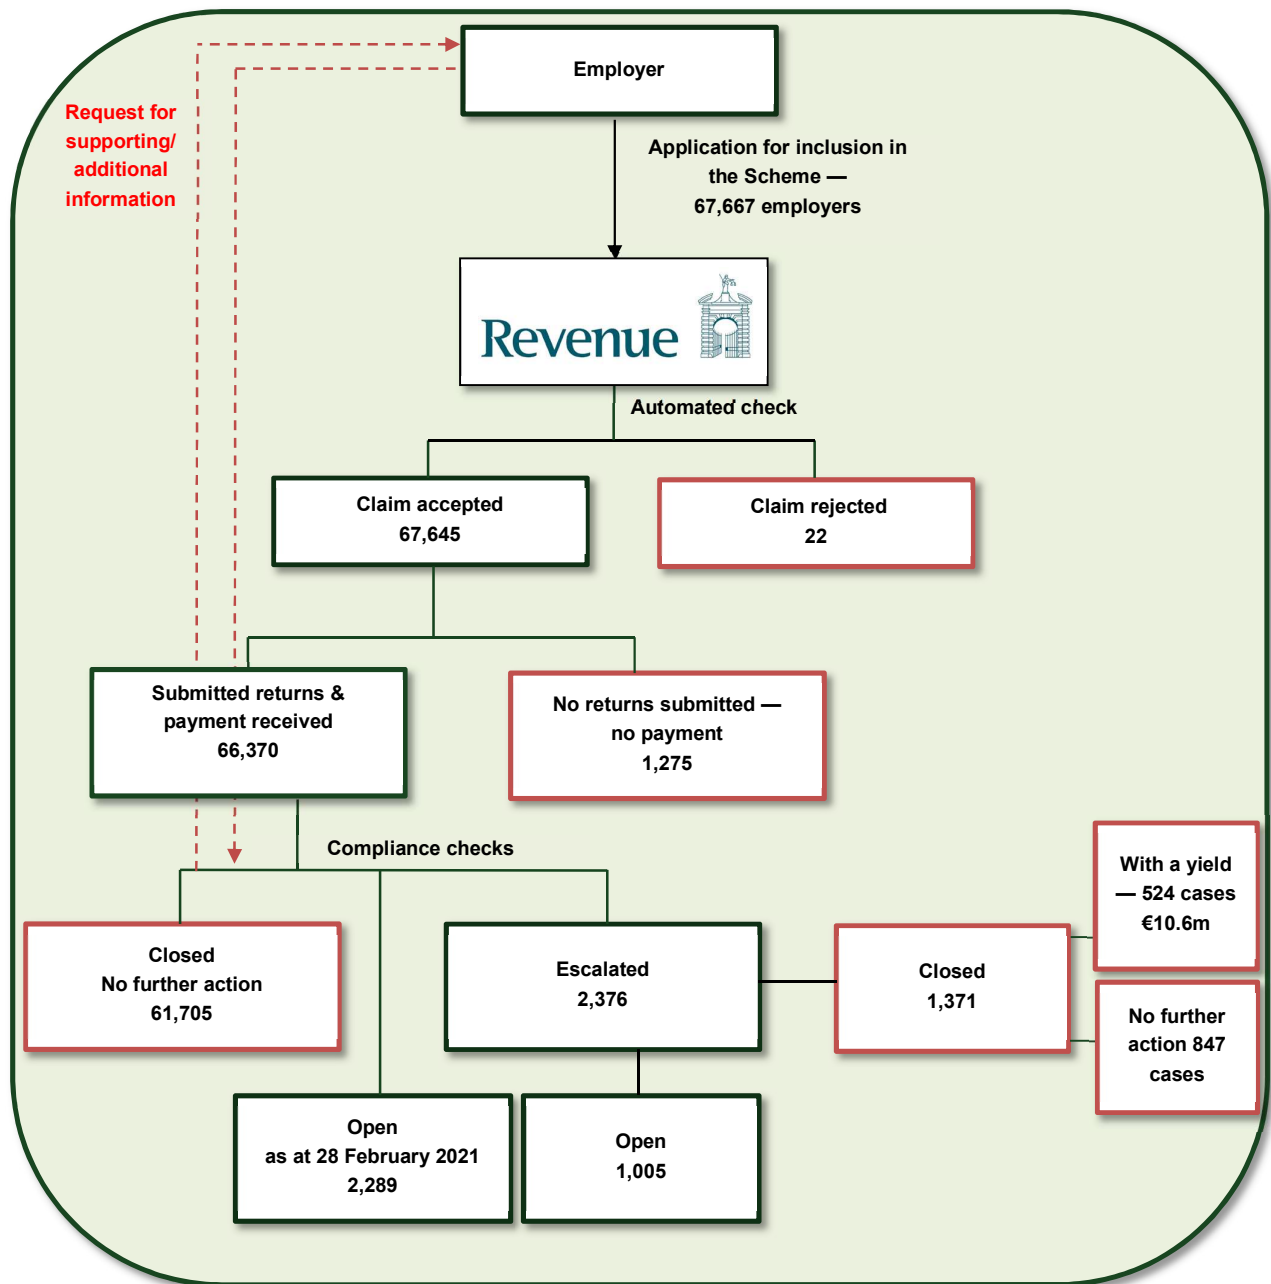 Employer
Request for
supporting/
additional
information
Application for inclusion in
the Scheme —
67,667 employers
Revenue
Automated check
Claim accepted
67,645
Claim rejected
22
Submitted returns &
payment received
66,370
No returns submitted —
no payment
1,275
Compliance checks
With a yield
— 524 cases
€10.6m
Closed
No further action
61,705
Escalated
2,376
Closed
1,371
No further
action 847
cases
Open
as at 28 February 2021
2,289
Open
1,005